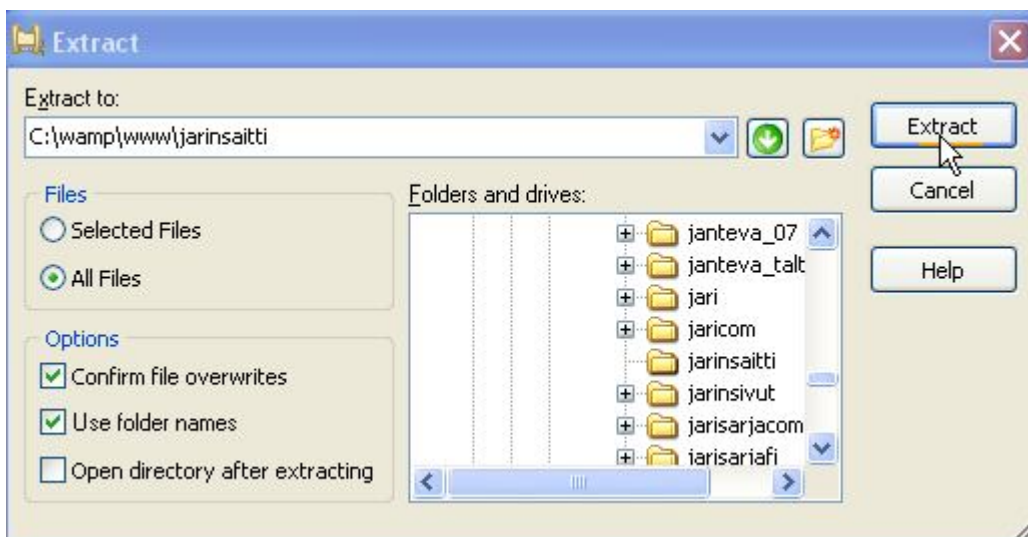 Extract
Extract to:
C:\wamp\www\jarinsaitti
Extract
Cancel
Help
Files
Selected Files
All Files
Options
Confirm file overwrites
Use folder names
Open directory after extracting
Folders and drives:
janteva_07
janteva_talt
jari
jaricom
jarinsaitti
jarinsivut
jarisarjacom
jarisarjafi